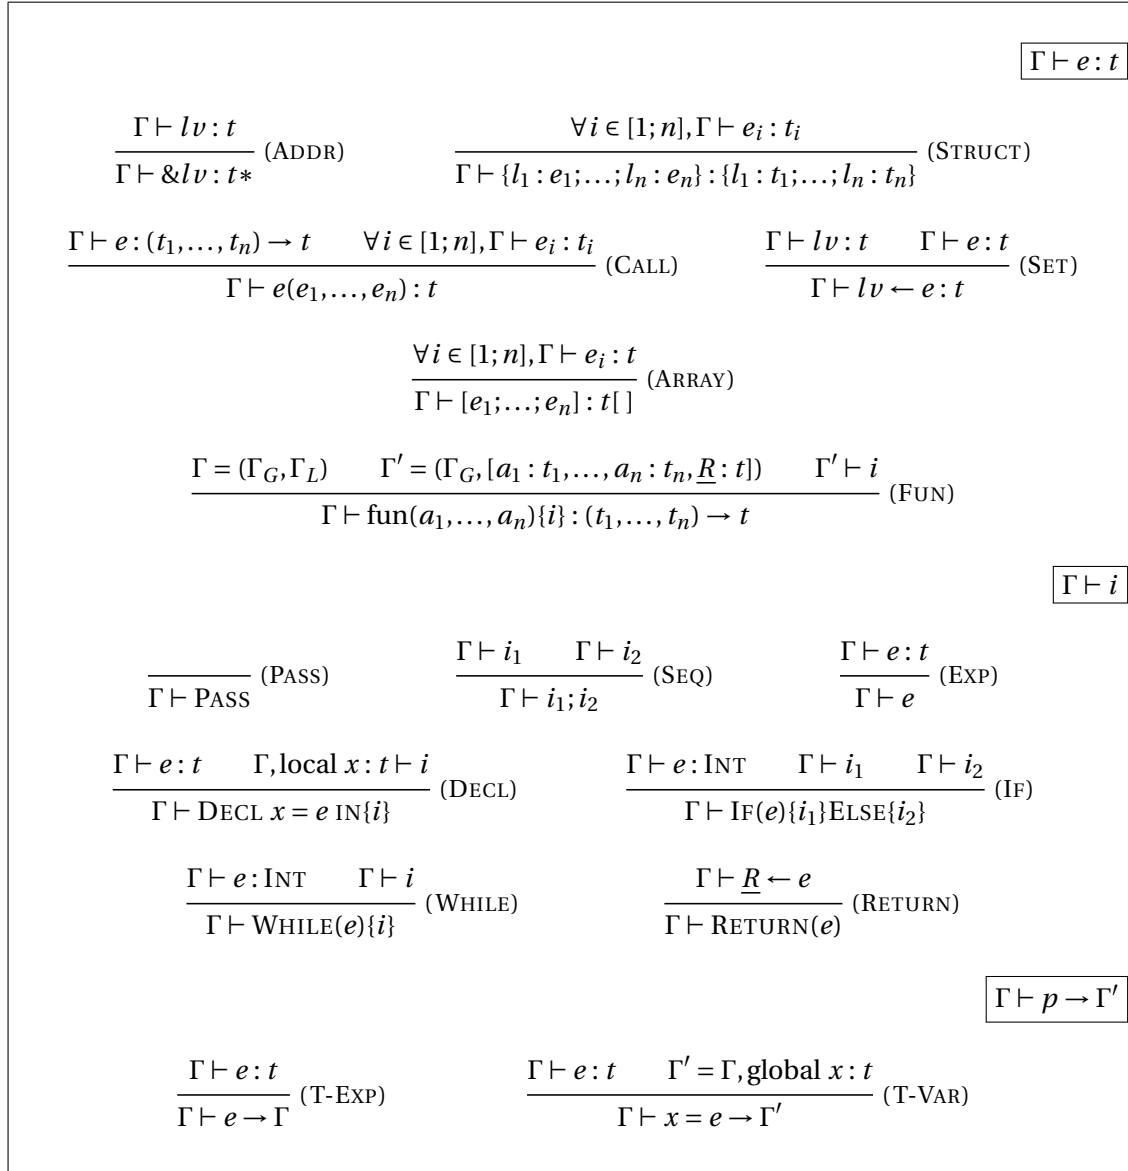 Γ ⊢ e : t
Γ ⊢ lv : t
Γ ⊢ &lv : t∗ (ADDR)
∀i ∈ [1; n], Γ ⊢ e_i : t_i
Γ ⊢ {l_1 : e_1; …; l_n : e_n} : {l_1 : t_1; …; l_n : t_n} (STRUCT)
Γ ⊢ e : (t_1, …, t_n) → t ∀i ∈ [1; n], Γ ⊢ e_i : t_i
Γ ⊢ e(e_1, …, e_n) : t (CALL)
Γ ⊢ lv : t Γ ⊢ e : t
Γ ⊢ lv ← e : t (SET)
∀i ∈ [1; n], Γ ⊢ e_i : t
Γ ⊢ [e_1; …; e_n] : t[ ] (ARRAY)
Γ = (Γ_G, Γ_L) Γ′ = (Γ_G, [a_1 : t_1, …, a_n : t_n, R : t]) Γ′ ⊢ i
Γ ⊢ fun(a_1, …, a_n){i} : (t_1, …, t_n) → t (FUN)
Γ ⊢ i
Γ ⊢ PASS (PASS)
Γ ⊢ i_1 Γ ⊢ i_2
Γ ⊢ i_1; i_2 (SEQ)
Γ ⊢ e : t
Γ ⊢ e (EXP)
Γ ⊢ e : t Γ, local x : t ⊢ i
Γ ⊢ DECL x = e IN{i} (DECL)
Γ ⊢ e : INT Γ ⊢ i_1 Γ ⊢ i_2
Γ ⊢ IF(e){i_1}ELSE{i_2} (IF)
Γ ⊢ e : INT Γ ⊢ i
Γ ⊢ WHILE(e){i} (WHILE)
Γ ⊢ R ← e
Γ ⊢ RETURN(e) (RETURN)
Γ ⊢ p → Γ′
Γ ⊢ e : t
Γ ⊢ e → Γ (T-EXP)
Γ ⊢ e : t Γ′ = Γ, global x : t
Γ ⊢ x = e → Γ′ (T-VAR)